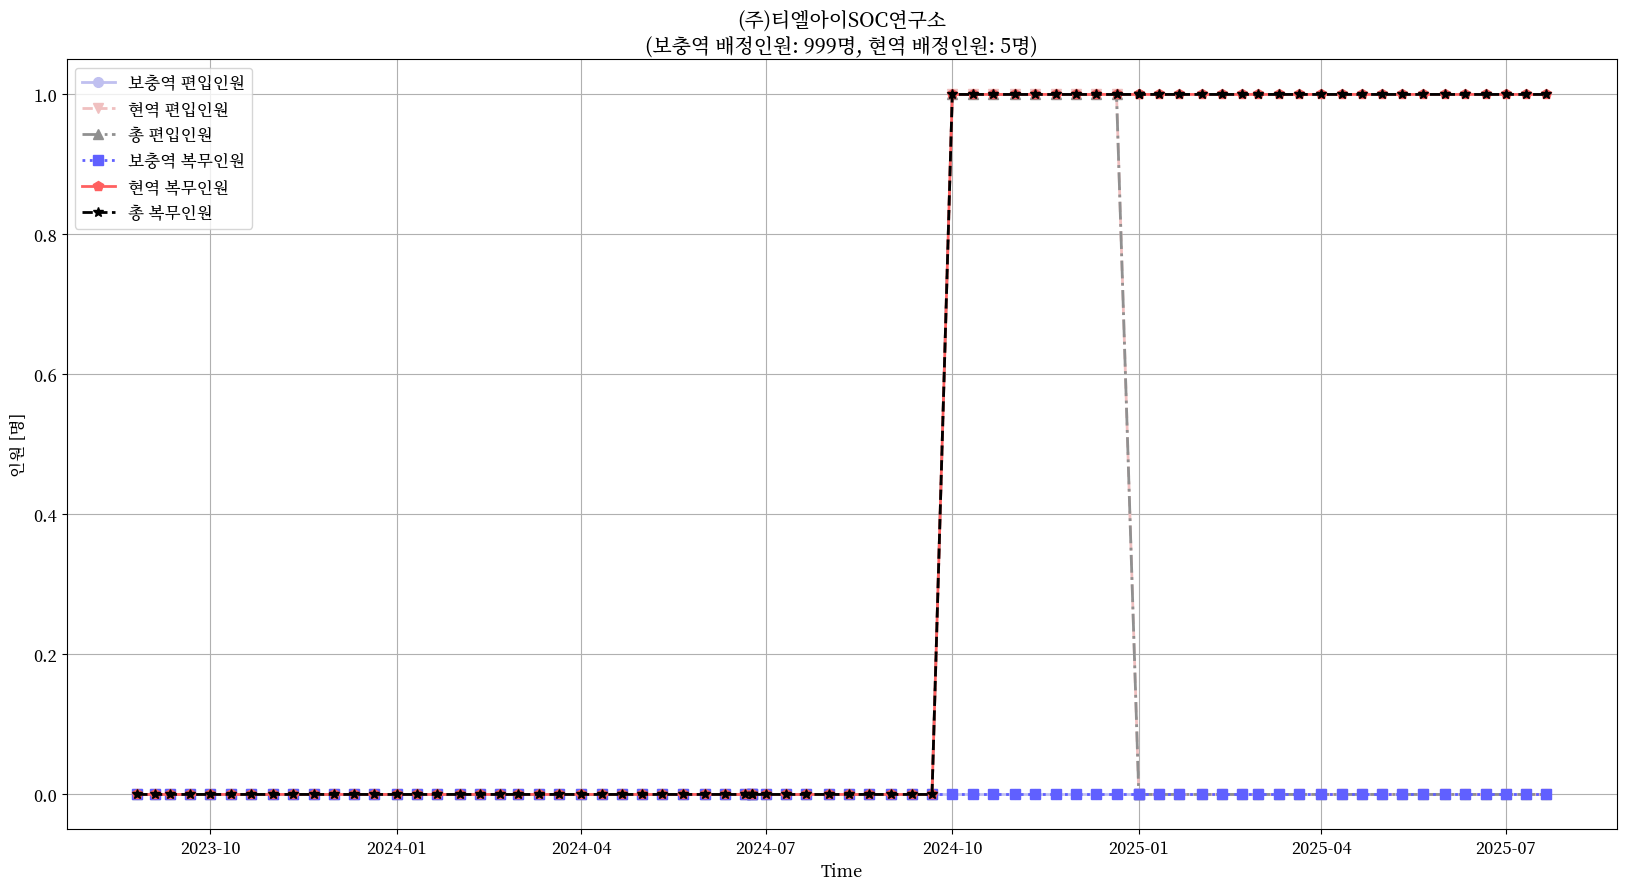 (주)티엘아이SOC연구소
(보충역 배정인원: 999명, 현역 배정인원: 5명)
보충역 편입인원
현역 편입인원
총 편입인원
보충역 복무인원
현역 복무인원
총 복무인원
1.0
0.8
0.6
0.4
0.2
0.0
인원 [명]
2023-10
2024-01
2024-04
2024-07
2024-10
2025-01
2025-04
2025-07
Time